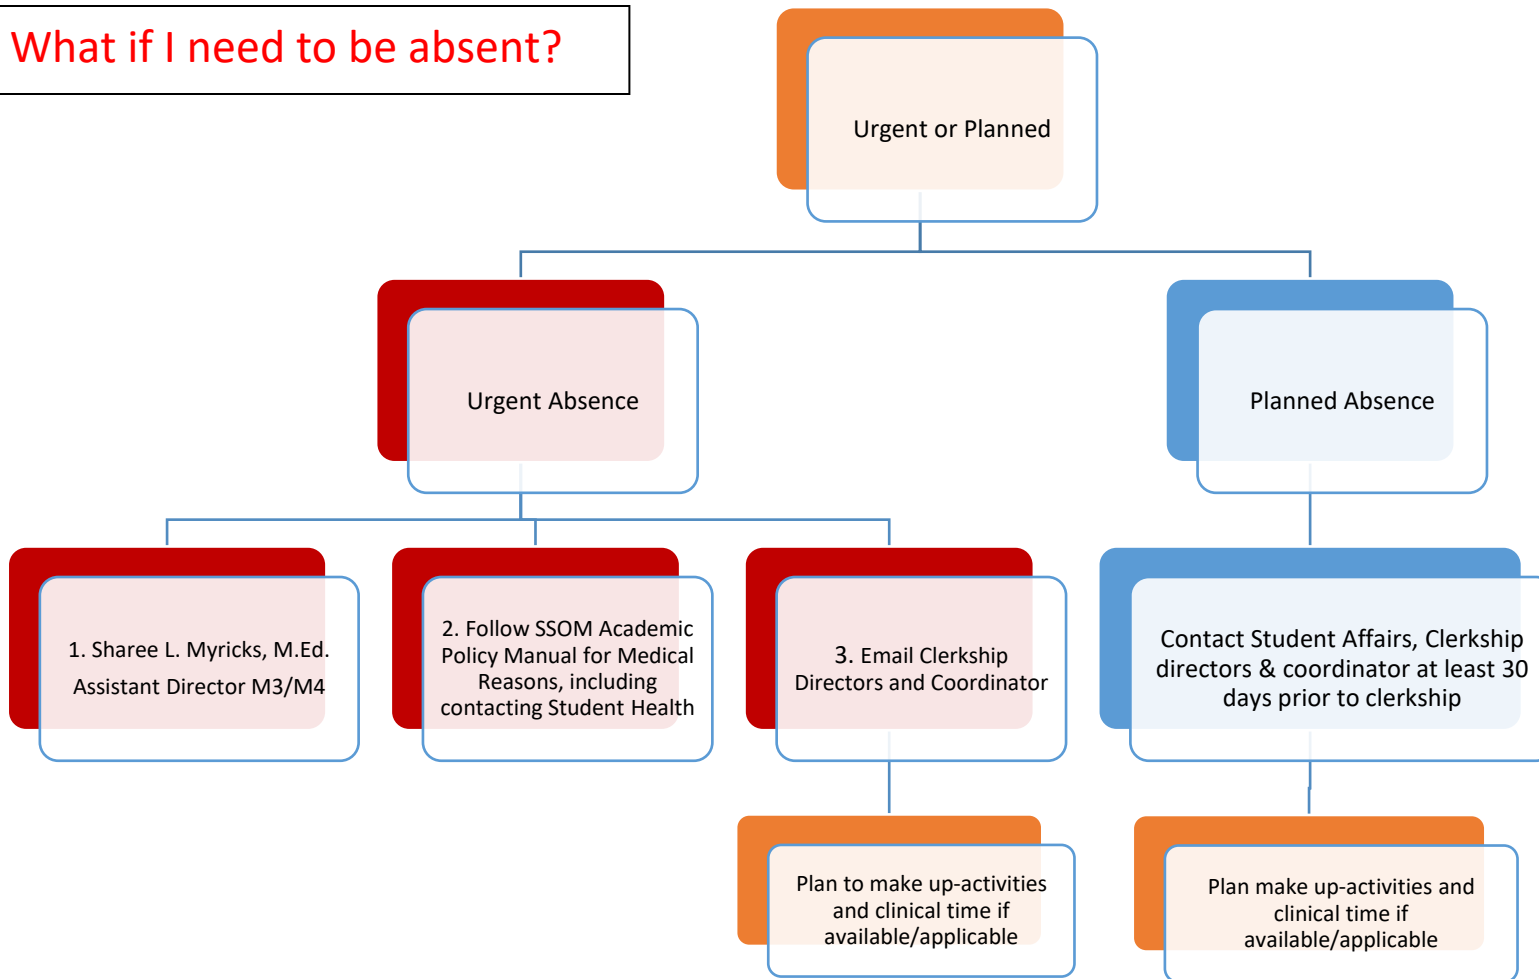 What if I need to be absent?
Urgent or Planned
Urgent Absence
Planned Absence
1. Sharee L. Myricks, M.Ed.
Assistant Director M3/M4
2. Follow SSOM Academic
Policy Manual for Medical
Reasons, including
contacting Student Health
3. Email Clerkship
Directors and Coordinator
Contact Student Affairs, Clerkship
directors & coordinator at least 30
days prior to clerkship
Plan to make up-activities
and clinical time if
available/applicable
Plan make up-activities and
clinical time if
available/applicable